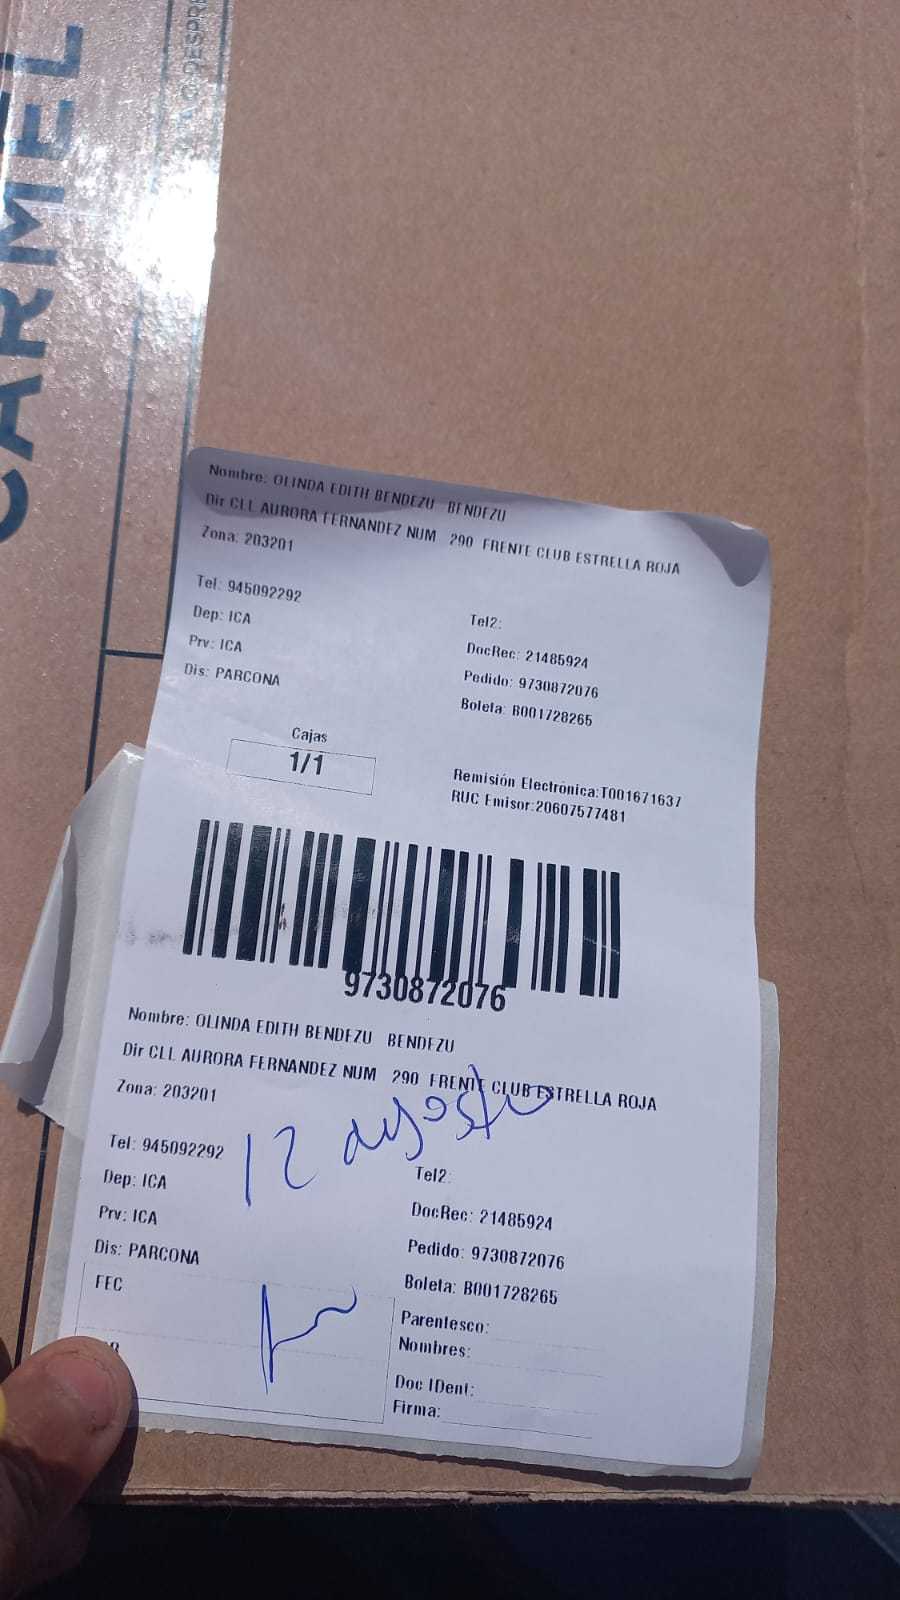 CARMEL
Nombre: OLINDA EDITH BENDEZU BENDEZU
Dir CLL AURORA FERNANDEZ NUM 290 FRENTE CLUB ESTRELLA ROJA
Zona: 203201
Tel: 945092292
Tel2:
Dep: ICA
DocRec: 21485924
Prv: ICA
Pedido: 9730872076
Dis: PARCONA
Boleta: B001728265
Cajas
1/1
Remisión Electrónica:T001671637
RUC Emisor:20607577481
9730872076
Nombre: OLINDA EDITH BENDEZU BENDEZU
Dir CLL AURORA FERNANDEZ NUM 290 FRENTE CLUB ESTRELLA ROJA
Zona: 203201
12 agosto
Tel: 945092292
Tel2:
Dep: ICA
DocRec: 21485924
Prv: ICA
Pedido: 9730872076
Dis: PARCONA
Boleta: B001728265
FEC
Parentesco:
Nombres:
Doc IDent:
Firma: